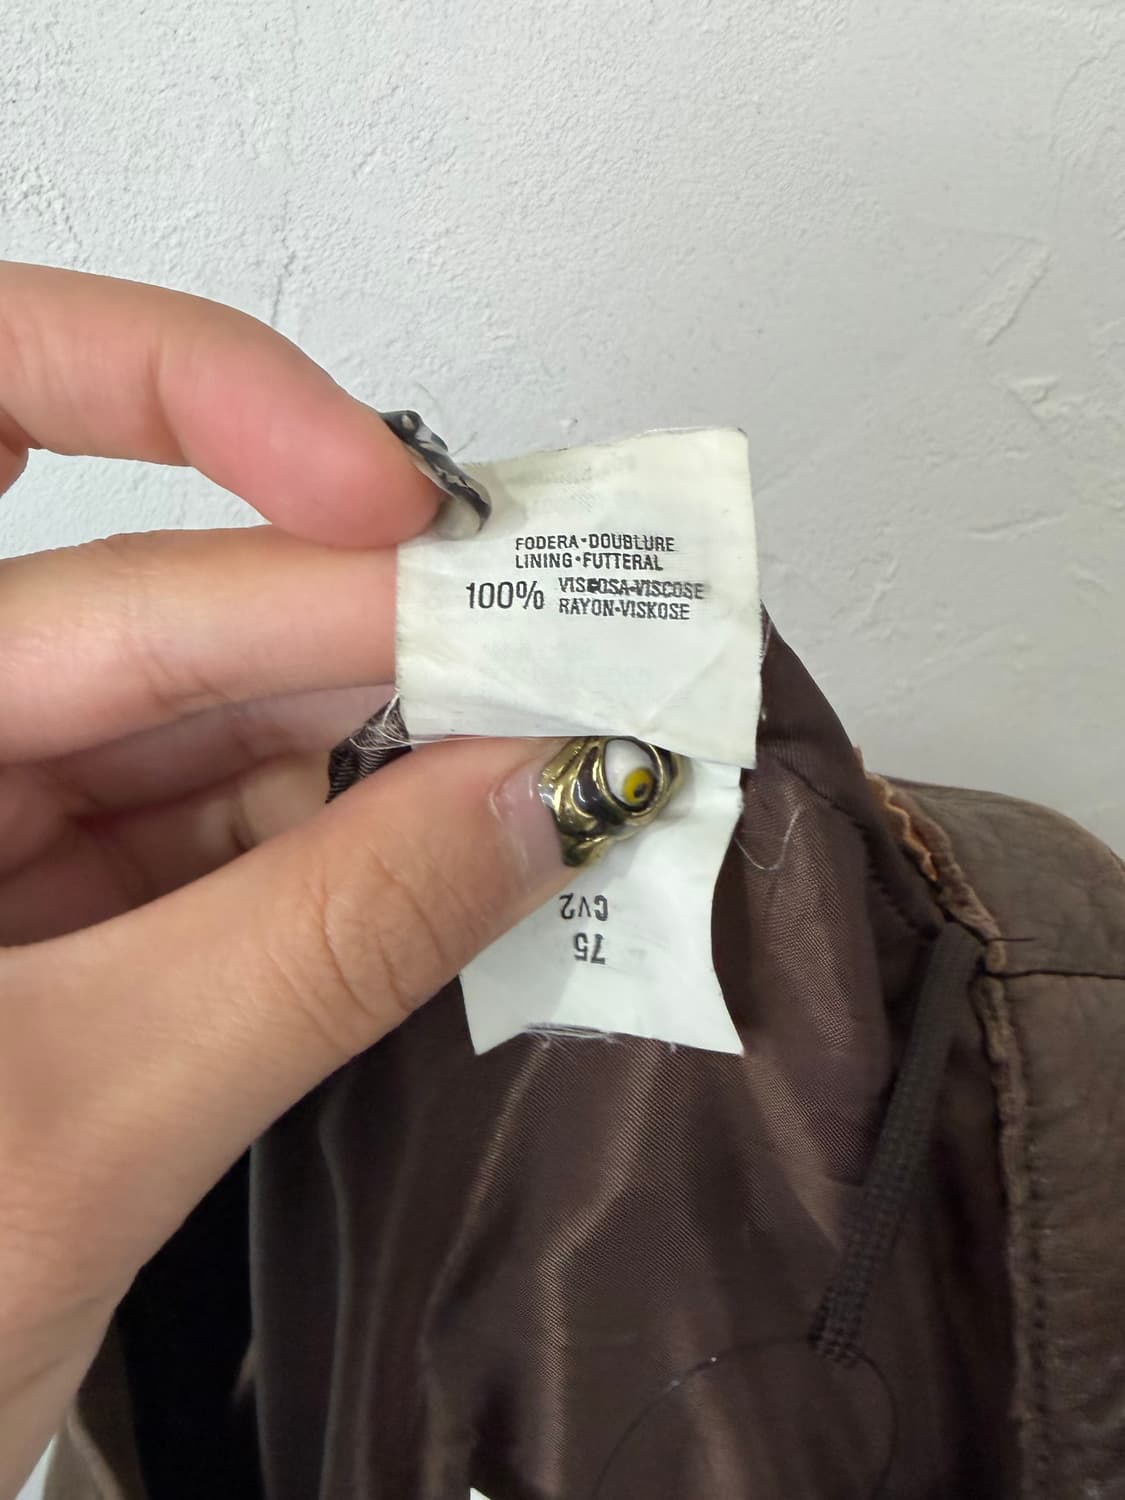 FODERA·DOUBLURE
LINING·FUTTERAL
100% VISCOSA-VISCOSE
RAYON-VISKOSE
CV2
75